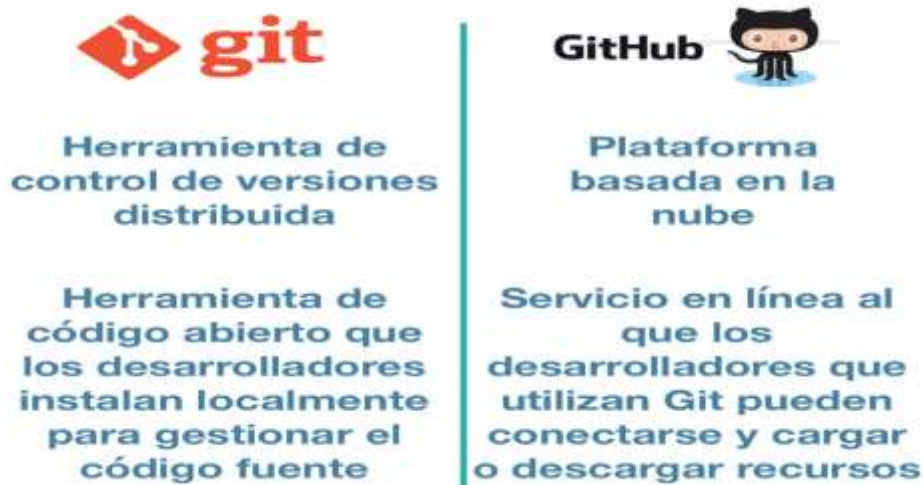 git
Herramienta de
control de versiones
distribuida
Herramienta de
código abierto que
los desarrolladores
instalan localmente
para gestionar el
código fuente
GitHub
Plataforma
basada en la
nube
Servicio en línea al
que los
desarrolladores que
utilizan Git pueden
conectarse y cargar
o descargar recursos